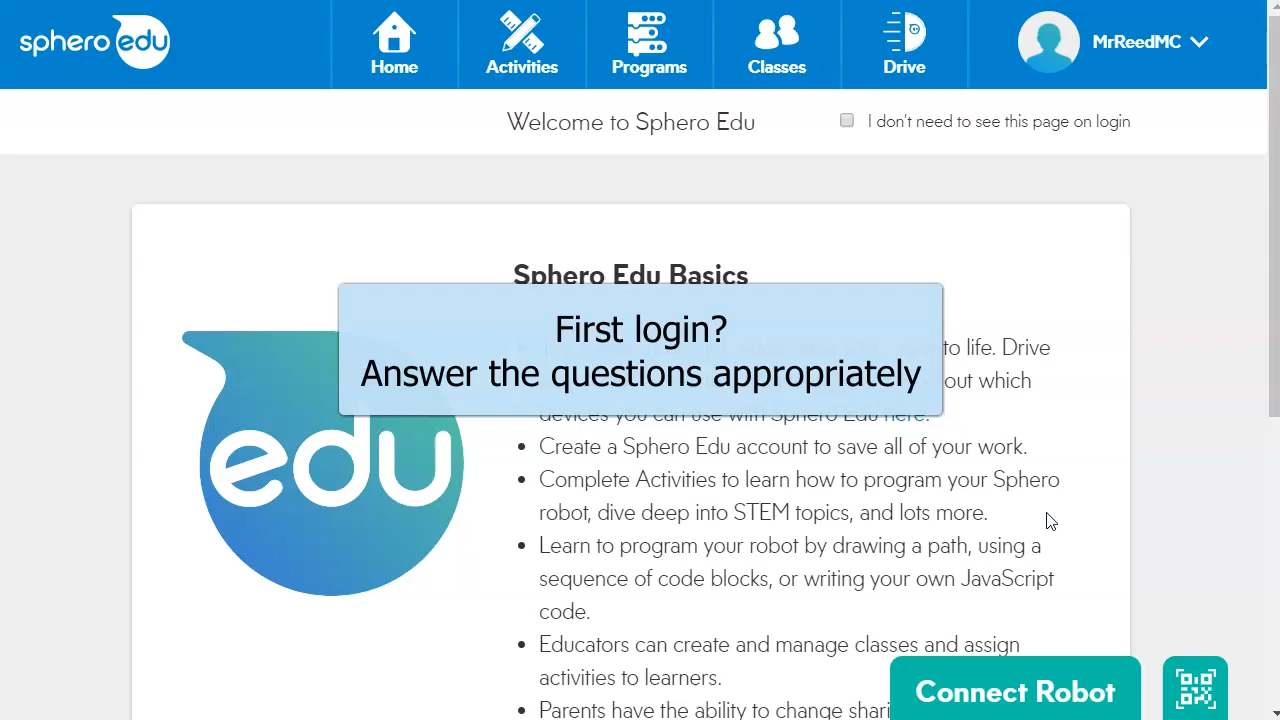 sphero edu
Home
Activities
Programs
Classes
Drive
MrReedMC
Welcome to Sphero Edu
I don't need to see this page on login
Sphero Edu Basics
First login?
Answer the questions appropriately
to life. Drive
out which
devices you can use with Sphero Edu here.
• Create a Sphero Edu account to save all of your work.
• Complete Activities to learn how to program your Sphero
robot, dive deep into STEM topics, and lots more.
edu
• Learn to program your robot by drawing a path, using a
sequence of code blocks, or writing your own JavaScript
code.
• Educators can create and manage classes and assign
activities to learners.
• Parents have the ability to change shari
Connect Robot